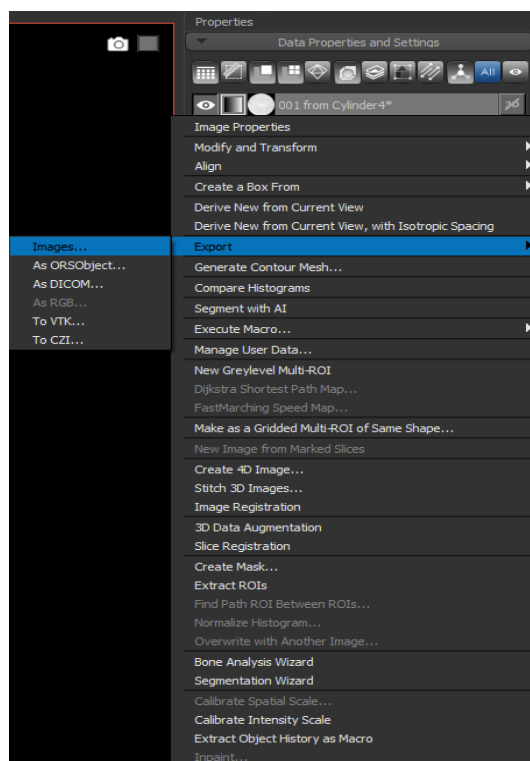 Properties
Data Properties and Settings
All
001 from Cylinder4*
Image Properties
Modify and Transform
Align
Create a Box From
Derive New from Current View
Derive New from Current View, with Isotropic Spacing
Export
Images...
As ORSObject...
As DICOM...
As RGB...
To VTK...
To CZI...
Generate Contour Mesh...
Compare Histograms
Segment with AI
Execute Macro...
Manage User Data...
New Greylevel Multi-ROI
Dijkstra Shortest Path Map...
FastMarching Speed Map...
Make as a Gridded Multi-ROI of Same Shape...
New Image from Marked Slices
Create 4D Image...
Stitch 3D Images...
Image Registration
3D Data Augmentation
Slice Registration
Create Mask...
Extract ROIs
Find Path ROI Between ROIs...
Normalize Histogram...
Overwrite with Another Image...
Bone Analysis Wizard
Segmentation Wizard
Calibrate Spatial Scale...
Calibrate Intensity Scale
Extract Object History as Macro
Inpaint...